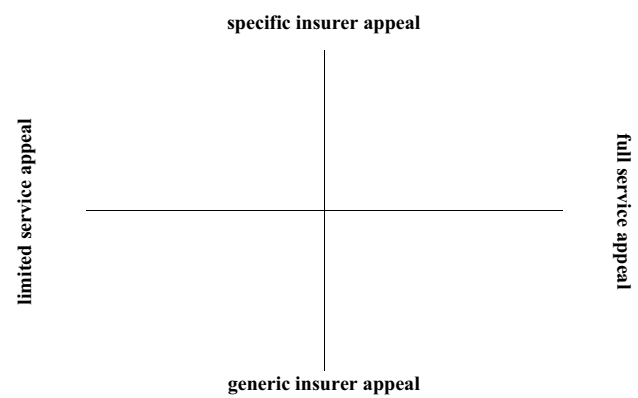 specific insurer appeal
limited service appeal
full service appeal
generic insurer appeal